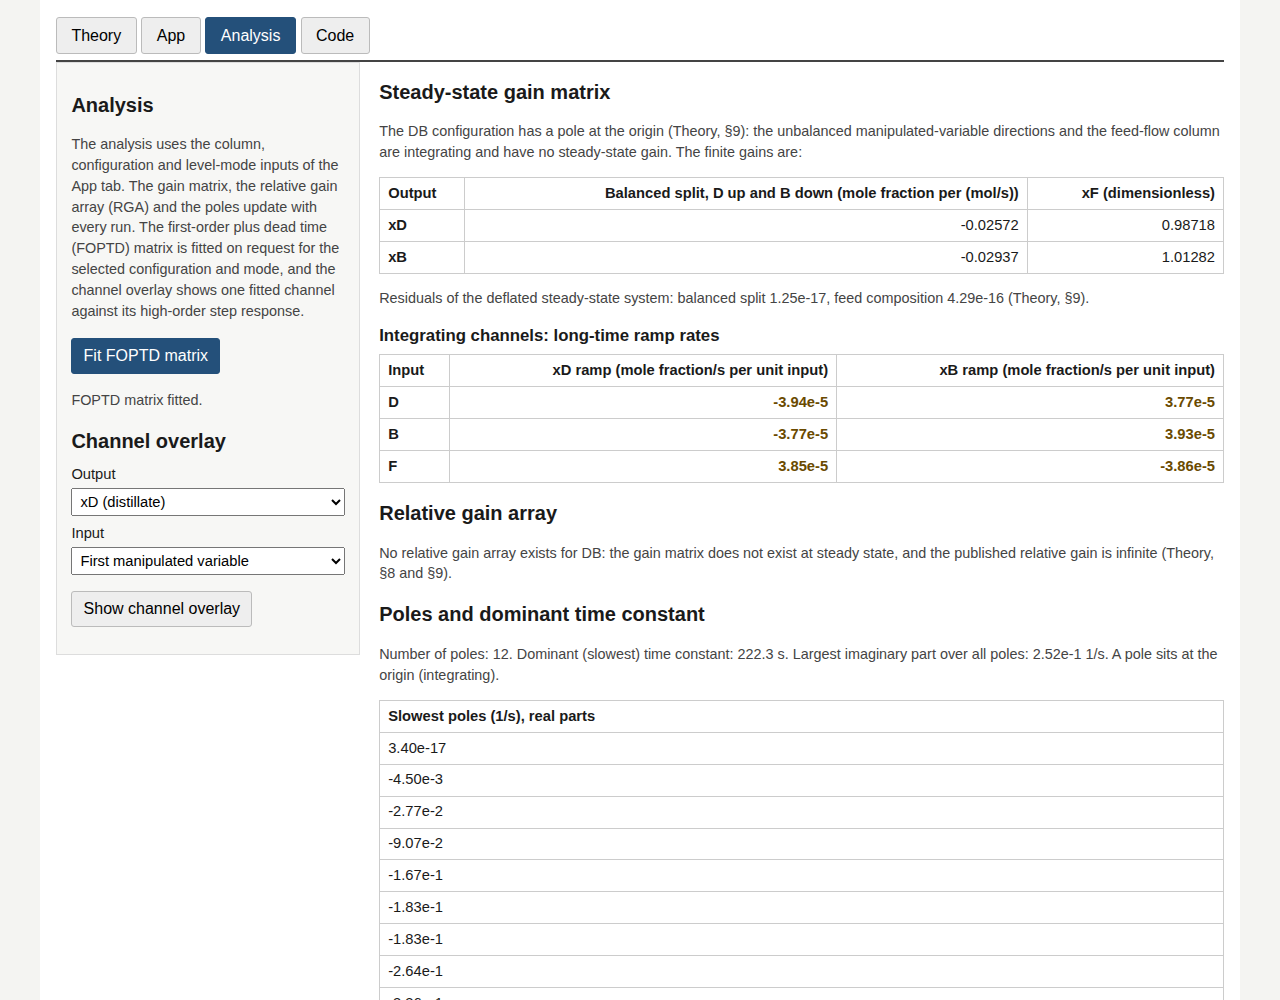 Theory App Analysis Code
Analysis
The analysis uses the column,
configuration and level-mode inputs of the
App tab. The gain matrix, the relative gain
array (RGA) and the poles update with
every run. The first-order plus dead time
(FOPTD) matrix is fitted on request for the
selected configuration and mode, and the
channel overlay shows one fitted channel
against its high-order step response.
Fit FOPTD matrix
FOPTD matrix fitted.
Channel overlay
Output
xD (distillate)
Input
First manipulated variable
Show channel overlay
Steady-state gain matrix
The DB configuration has a pole at the origin (Theory, §9): the unbalanced manipulated-variable directions and the feed-flow column
are integrating and have no steady-state gain. The finite gains are:
Output Balanced split, D up and B down (mole fraction per (mol/s)) xF (dimensionless)
xD -0.02572 0.98718
xB -0.02937 1.01282
Residuals of the deflated steady-state system: balanced split 1.25e-17, feed composition 4.29e-16 (Theory, §9).
Integrating channels: long-time ramp rates
Input xD ramp (mole fraction/s per unit input) xB ramp (mole fraction/s per unit input)
D -3.94e-5 3.77e-5
B -3.77e-5 3.93e-5
F 3.85e-5 -3.86e-5
Relative gain array
No relative gain array exists for DB: the gain matrix does not exist at steady state, and the published relative gain is infinite (Theory,
§8 and §9).
Poles and dominant time constant
Number of poles: 12. Dominant (slowest) time constant: 222.3 s. Largest imaginary part over all poles: 2.52e-1 1/s. A pole sits at the
origin (integrating).
Slowest poles (1/s), real parts
3.40e-17
-4.50e-3
-2.77e-2
-9.07e-2
-1.67e-1
-1.83e-1
-1.83e-1
-2.64e-1